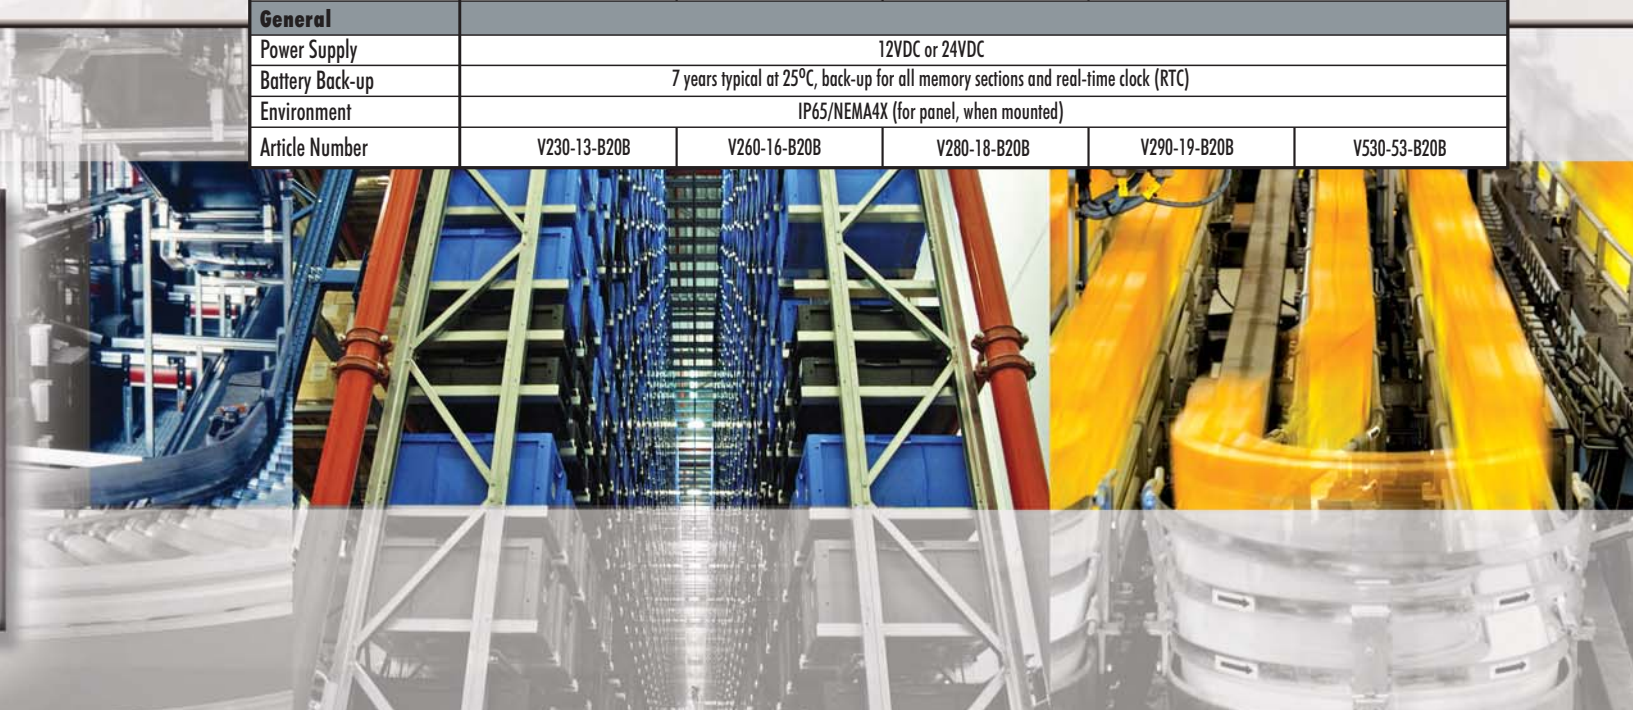 General
Power Supply 12VDC or 24VDC
Battery Back-up 7 years typical at 25ºC, back-up for all memory sections and real-time clock (RTC)
Environment IP65/NEMA4X (for panel, when mounted)
Article Number V230-13-B20B V260-16-B20B V280-18-B20B V290-19-B20B V530-53-B20B